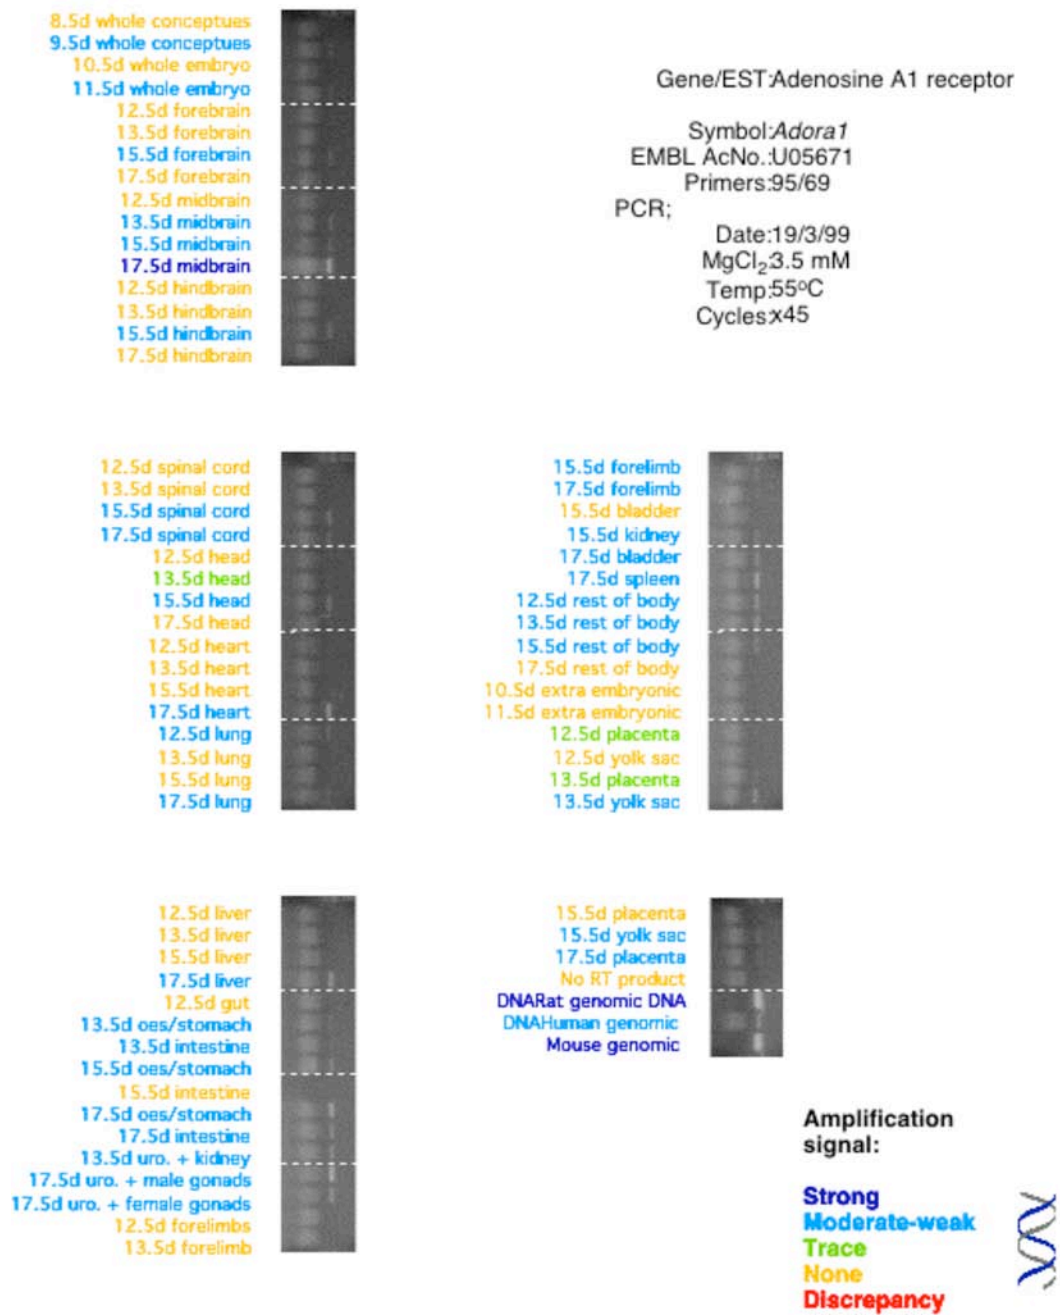 8.5d whole conceptues
9.5d whole conceptues
10.5d whole embryo
11.5d whole embryo
12.5d forebrain
13.5d forebrain
15.5d forebrain
17.5d forebrain
12.5d midbrain
13.5d midbrain
15.5d midbrain
17.5d midbrain
12.5d hindbrain
13.5d hindbrain
15.5d hindbrain
17.5d hindbrain
Gene/EST:Adenosine A1 receptor
Symbol:Adora1
EMBL AcNo.:U05671
Primers:95/69
PCR;
Date:19/3/99
MgCl₂:3.5 mM
Temp:55ºC
Cycles:x45
12.5d spinal cord
13.5d spinal cord
15.5d spinal cord
17.5d spinal cord
12.5d head
13.5d head
15.5d head
17.5d head
12.5d heart
13.5d heart
15.5d heart
17.5d heart
12.5d lung
13.5d lung
15.5d lung
17.5d lung
15.5d forelimb
17.5d forelimb
15.5d bladder
15.5d kidney
17.5d bladder
17.5d spleen
12.5d rest of body
13.5d rest of body
15.5d rest of body
17.5d rest of body
10.5d extra embryonic
11.5d extra embryonic
12.5d placenta
12.5d yolk sac
13.5d placenta
13.5d yolk sac
12.5d liver
13.5d liver
15.5d liver
17.5d liver
12.5d gut
13.5d oes/stomach
13.5d intestine
15.5d oes/stomach
15.5d intestine
17.5d oes/stomach
17.5d intestine
13.5d uro. + kidney
17.5d uro. + male gonads
17.5d uro. + female gonads
12.5d forelimbs
13.5d forelimb
15.5d placenta
15.5d yolk sac
17.5d placenta
No RT product
DNARat genomic DNA
DNAHuman genomic
Mouse genomic
Amplification
signal:
Strong
Moderate-weak
Trace
None
Discrepancy